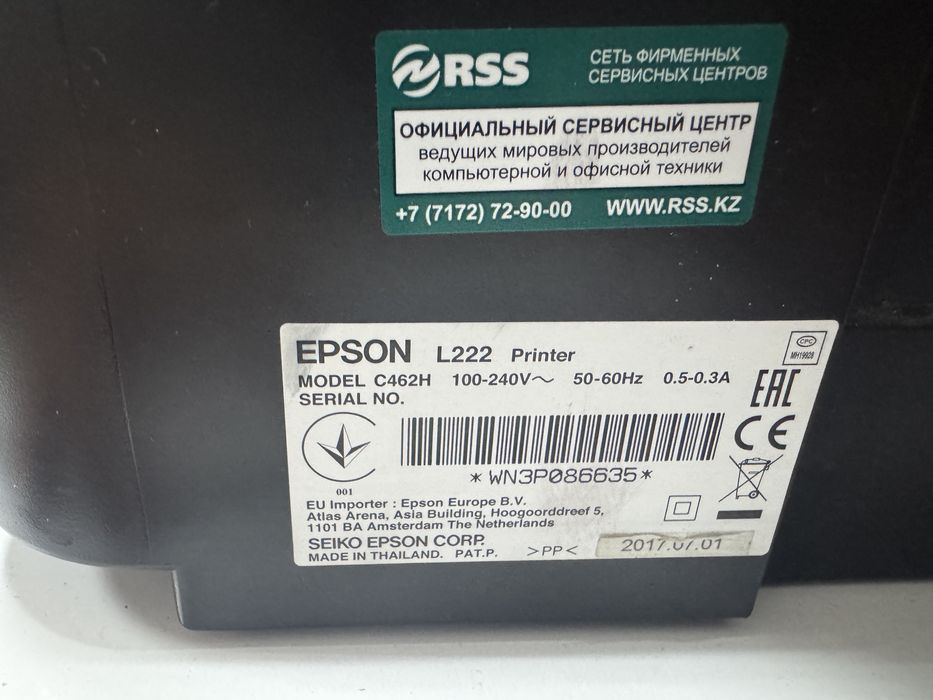 RSS
СЕТЬ ФИРМЕННЫХ
СЕРВИСНЫХ ЦЕНТРОВ
ОФИЦИАЛЬНЫЙ СЕРВИСНЫЙ ЦЕНТР
ведущих мировых производителей
компьютерной и офисной техники
+7 (7172) 72-90-00 WWW.RSS.KZ
EPSON L222 Printer
MODEL C462H 100-240V～ 50-60Hz 0.5-0.3A
SERIAL NO.
CPC
MH19928
EAC
CE
*WN3P086635*
001
EU Importer : Epson Europe B.V.
Atlas Arena, Asia Building, Hoogoorddreef 5,
1101 BA Amsterdam The Netherlands
SEIKO EPSON CORP.
MADE IN THAILAND. PAT.P. >PP< 2017.07.01